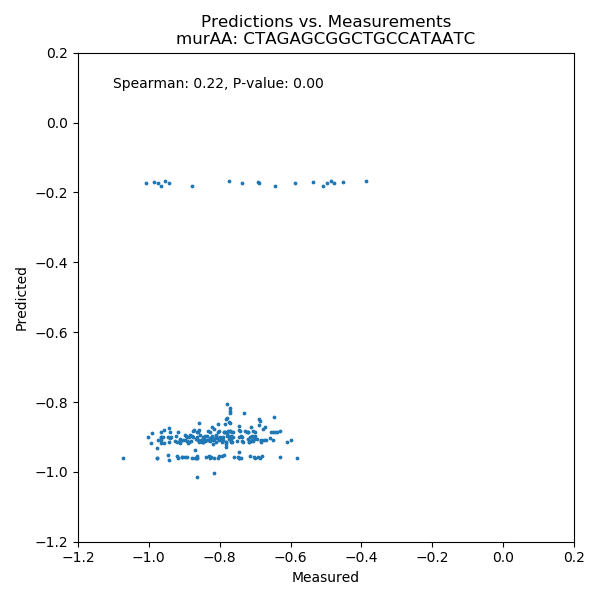 Predictions vs. Measurements
murAA: CTAGAGCGGCTGCCATAATC
Spearman: 0.22, P-value: 0.00
0.2
0.0
−0.2
−0.4
−0.6
−0.8
−1.0
−1.2
Predicted
−1.2 −1.0 −0.8 −0.6 −0.4 −0.2 0.0 0.2
Measured